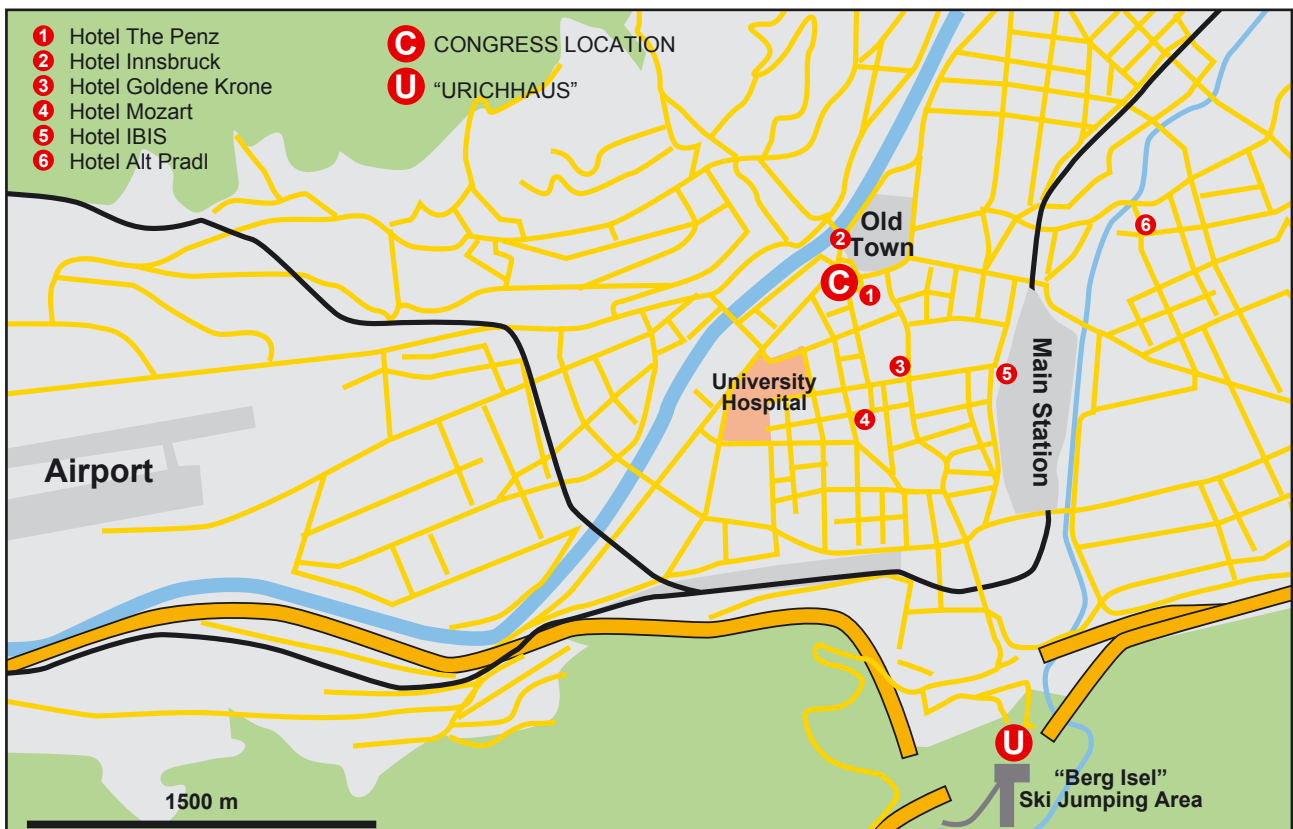 1 Hotel The Penz
2 Hotel Innsbruck
3 Hotel Goldene Krone
4 Hotel Mozart
5 Hotel IBIS
6 Hotel Alt Pradl
C CONGRESS LOCATION
U “URICHHAUS”
Old
Town
2
6
C
1
3
5
Main Station
University
Hospital
4
Airport
U
“Berg Isel”
Ski Jumping Area
1500 m